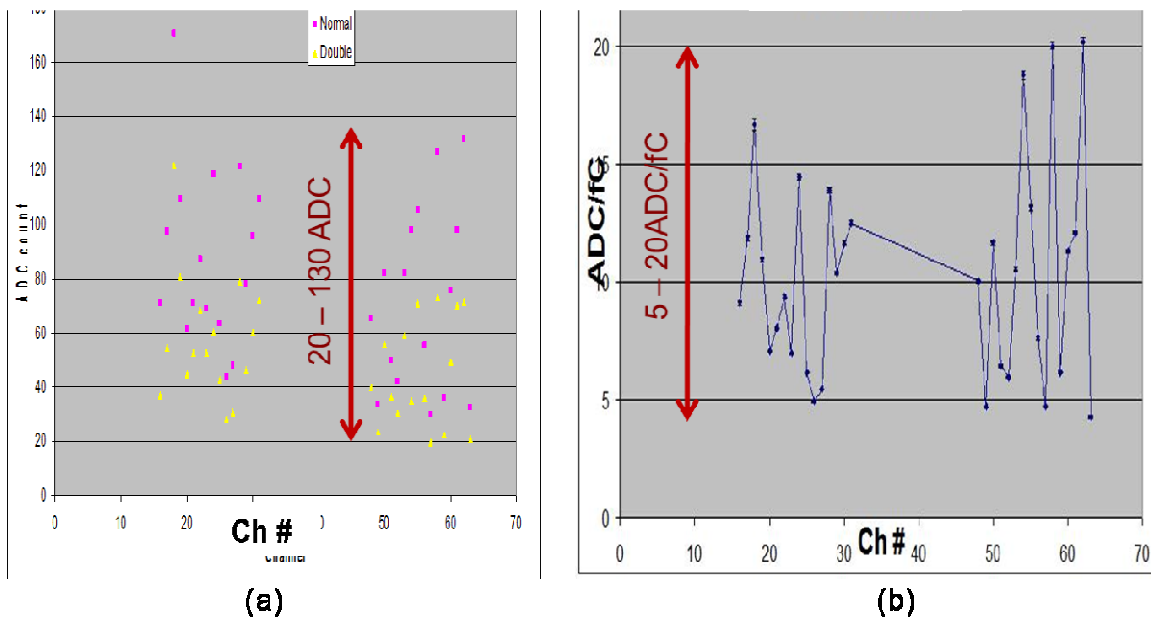 Normal
Double
160
140
120
100
80
60
40
20
0
ADC count
20 – 130 ADC
0 10 20 50 60 70
Ch #
(a)
20
10
5
0
ADC/fC
5 – 20ADC/fC
0 10 20 30 40 50 60 70
Ch #
(b)